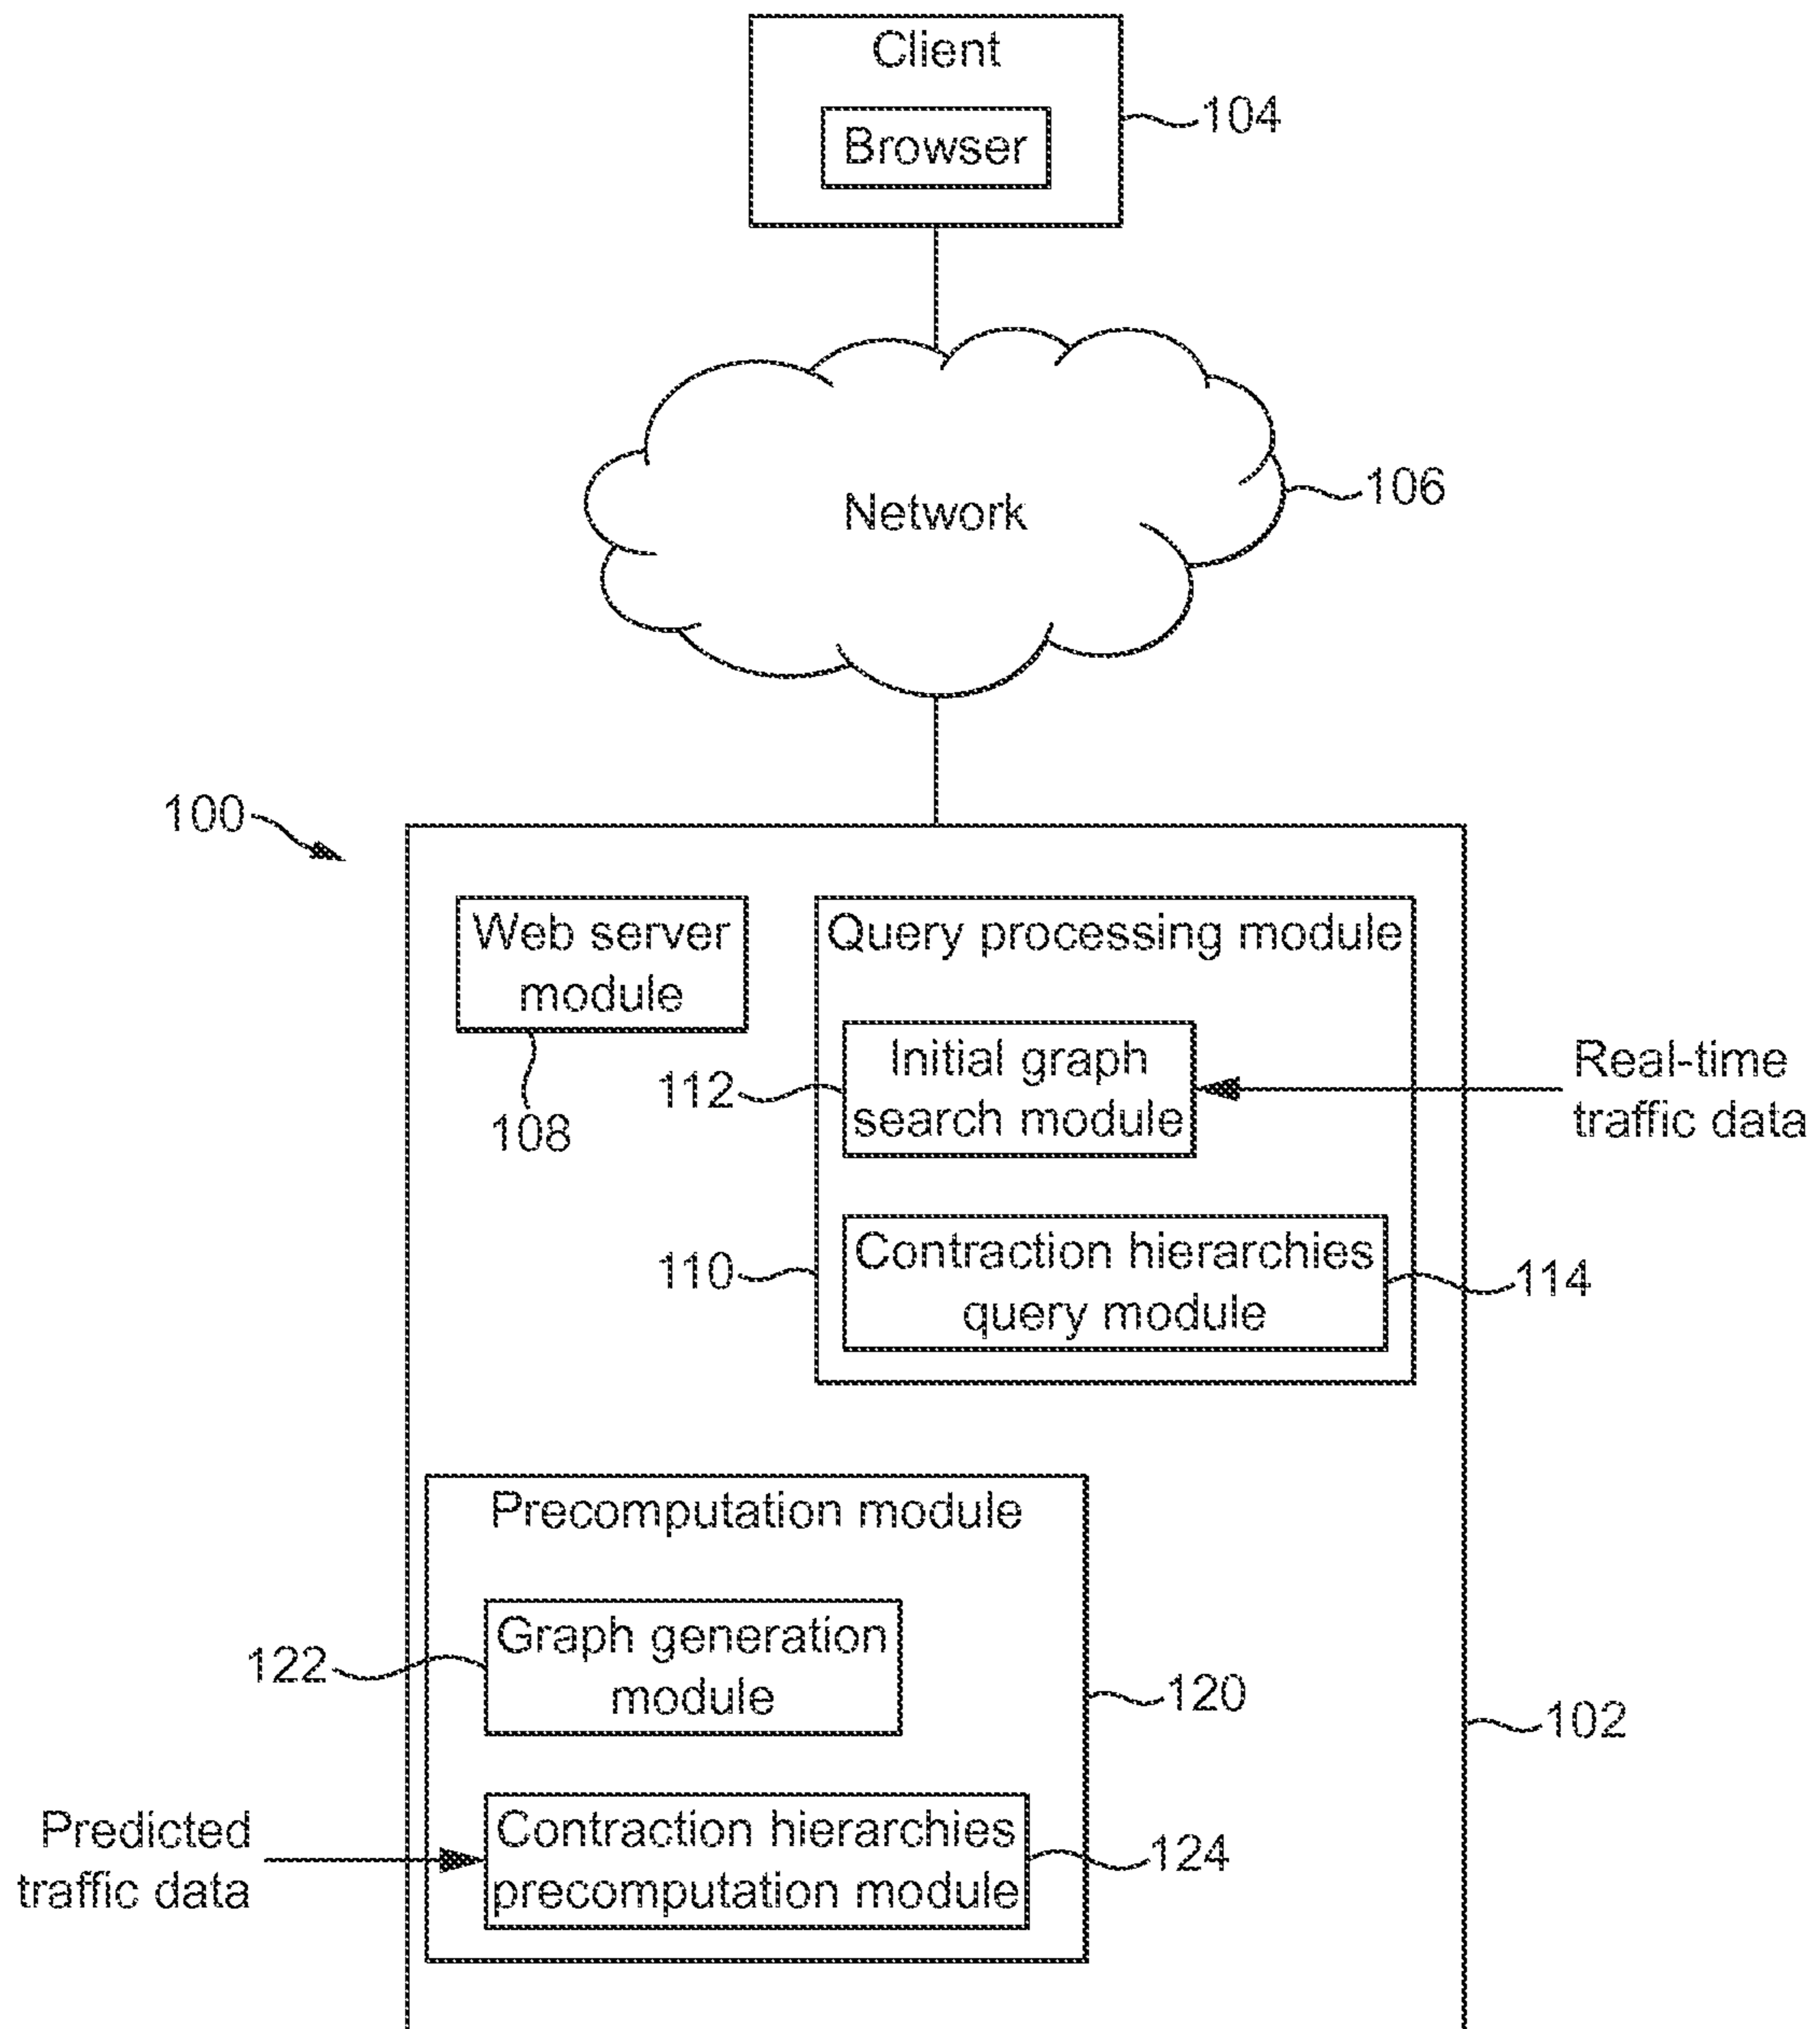 Client
Browser
104
Network
106
100
Web server
module
108
Query processing module
Initial graph
search module
112
Real-time
traffic data
Contraction hierarchies
query module
110
114
Precomputation module
Graph generation
module
122
120
102
Predicted
traffic data
Contraction hierarchies
precomputation module
124